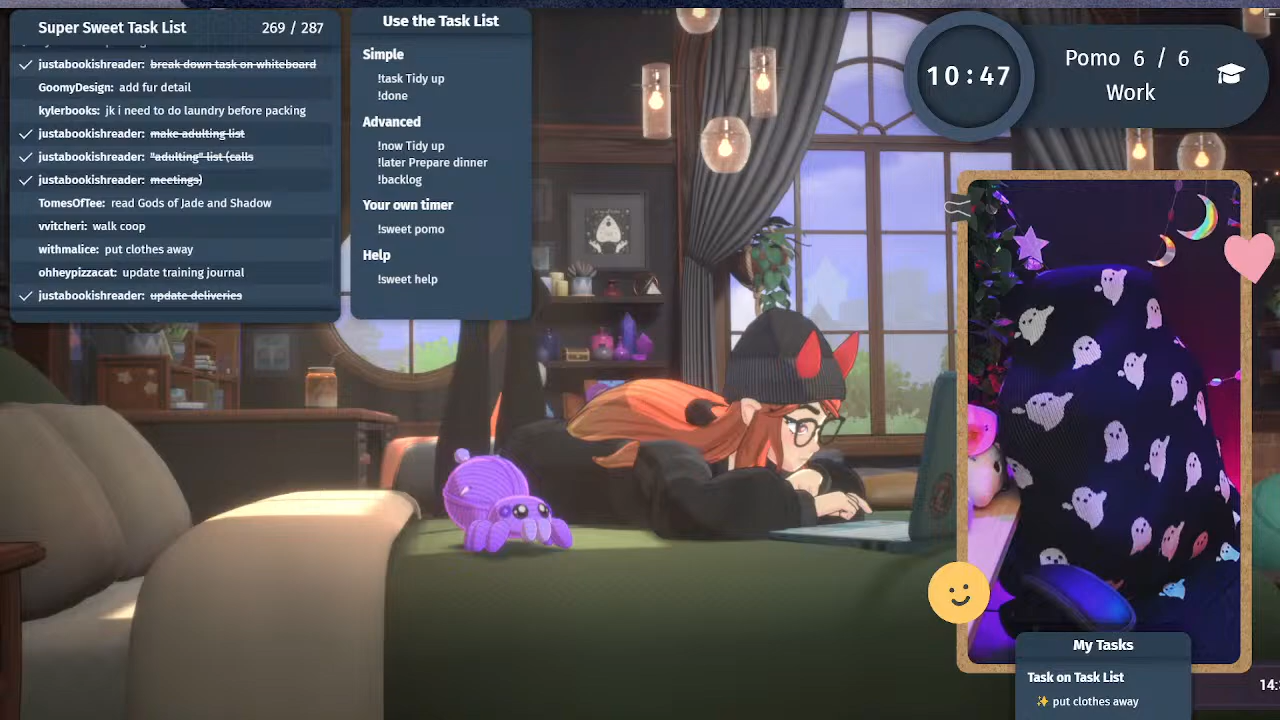 Super Sweet Task List 269 / 287
justabookishreader: break down task on whiteboard
GoomyDesign: add fur detail
kylerbooks: jk i need to do laundry before packing
justabookishreader: make adulting list
justabookishreader: "adulting" list (calls
justabookishreader: meetings)
TomesOfTee: read Gods of Jade and Shadow
vvitcheri: walk coop
withmalice: put clothes away
ohheypizzacat: update training journal
justabookishreader: update deliveries
Use the Task List
Simple
!task Tidy up
!done
Advanced
!now Tidy up
!later Prepare dinner
!backlog
Your own timer
!sweet pomo
Help
!sweet help
10:47
Pomo 6 / 6
Work
My Tasks
Task on Task List
✨ put clothes away